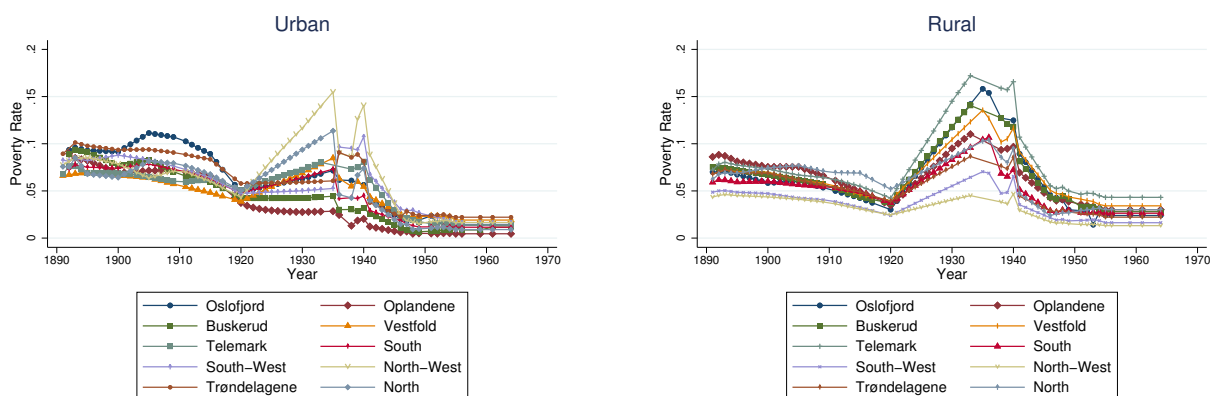 Urban
Poverty Rate
.2
.15
.1
.05
0
1890 1900 1910 1920 1930 1940 1950 1960 1970
Year
Oslofjord Oplandene
Buskerud Vestfold
Telemark South
South−West North−West
Trøndelagene North
Rural
Poverty Rate
.2
.15
.1
.05
0
1890 1900 1910 1920 1930 1940 1950 1960 1970
Year
Oslofjord Oplandene
Buskerud Vestfold
Telemark South
South−West North−West
Trøndelagene North